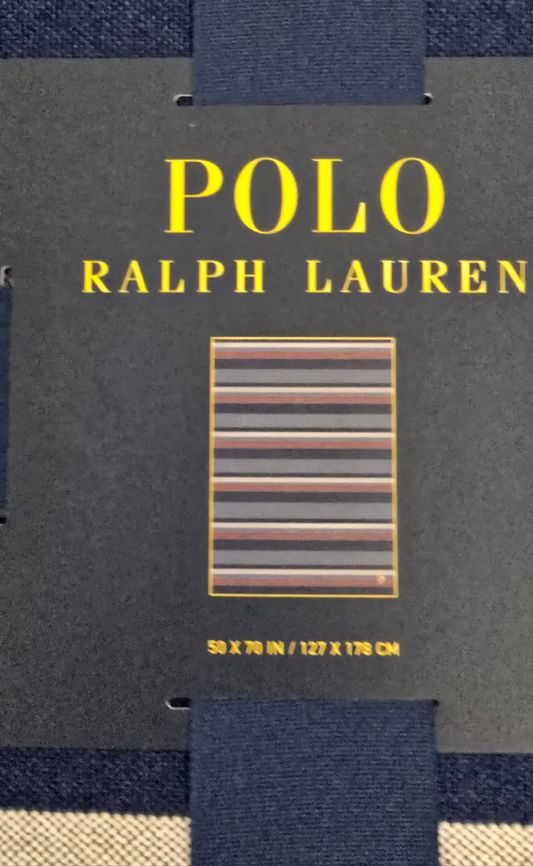 POLO
RALPH LAUREN
50 X 70 IN / 127 X 178 CM